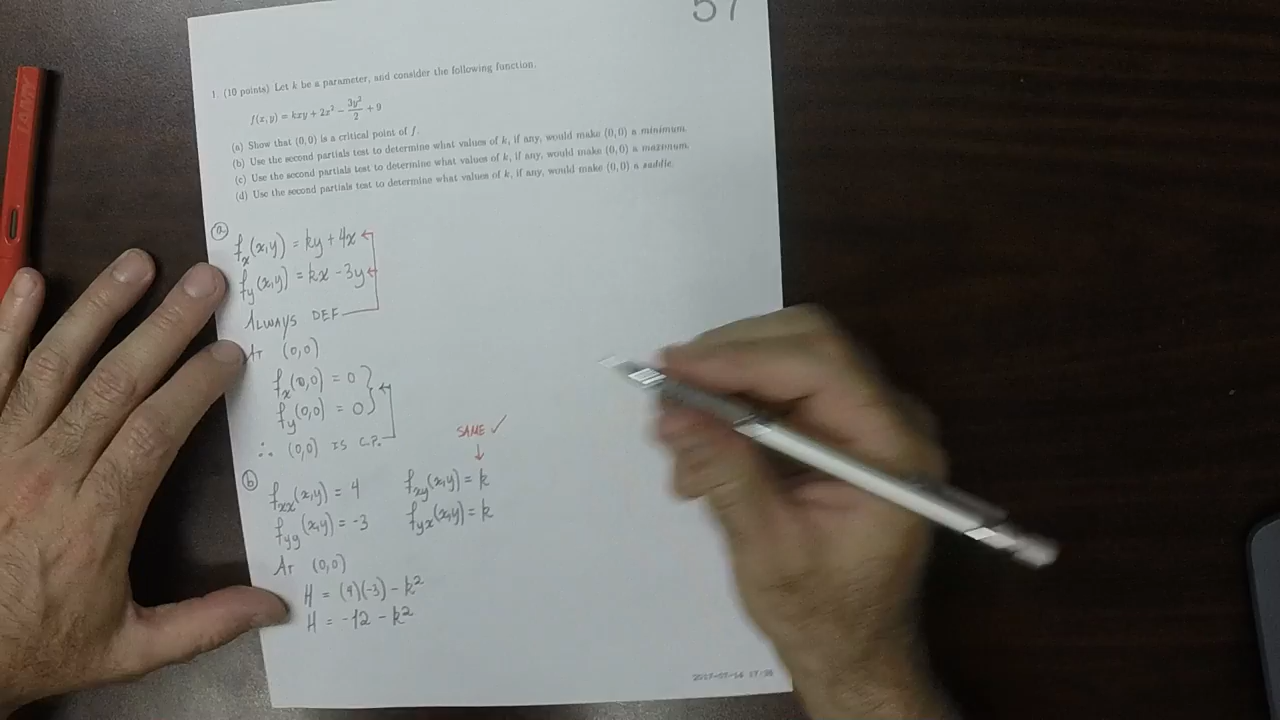 57
1. (10 points) Let k be a parameter, and consider the following function.
f(x, y) = kxy + 2x² − 3y²/2 + 9
(a) Show that (0, 0) is a critical point of f.
(b) Use the second partials test to determine what values of k, if any, would make (0, 0) a minimum.
(c) Use the second partials test to determine what values of k, if any, would make (0, 0) a maximum.
(d) Use the second partials test to determine what values of k, if any, would make (0, 0) a saddle.
(a) fx(x,y) = ky + 4x
fy(x,y) = kx - 3y
ALWAYS DEF
AT (0,0)
fx(0,0) = 0
fy(0,0) = 0
∴ (0,0) IS C.P.
SAME ✓
(b) fxx(x,y) = 4 fxy(x,y) = k
fyy(x,y) = -3 fyx(x,y) = k
AT (0,0)
H = (4)(-3) - k²
H = -12 - k²
LAMY